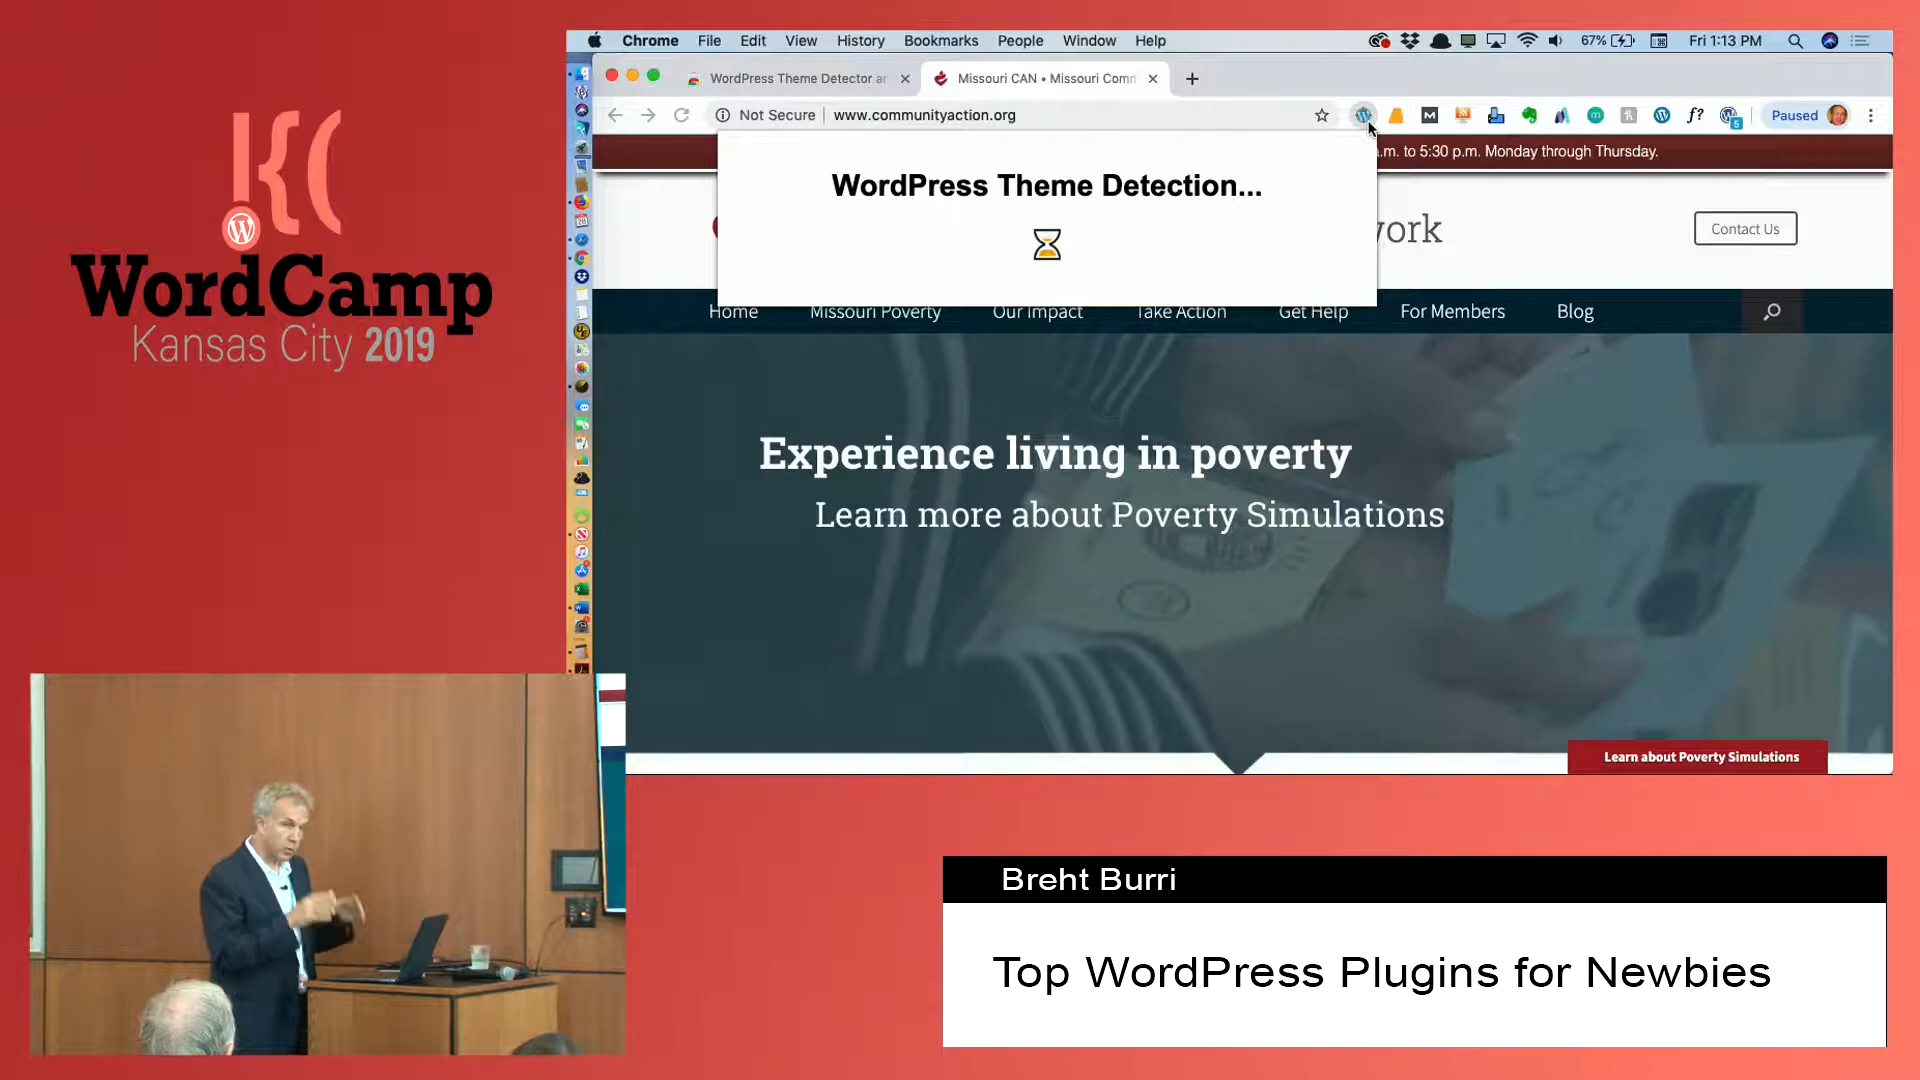 K(
WordCamp
Kansas City 2019
Chrome File Edit View History Bookmarks People Window Help
67% Fri 1:13 PM
WordPress Theme Detector an
Missouri CAN • Missouri Comm
Not Secure www.communityaction.org
Paused
a.m. to 5:30 p.m. Monday through Thursday.
WordPress Theme Detection...
work
Contact Us
Home Missouri Poverty Our Impact Take Action Get Help For Members Blog
Experience living in poverty
Learn more about Poverty Simulations
Learn about Poverty Simulations
Breht Burri
Top WordPress Plugins for Newbies